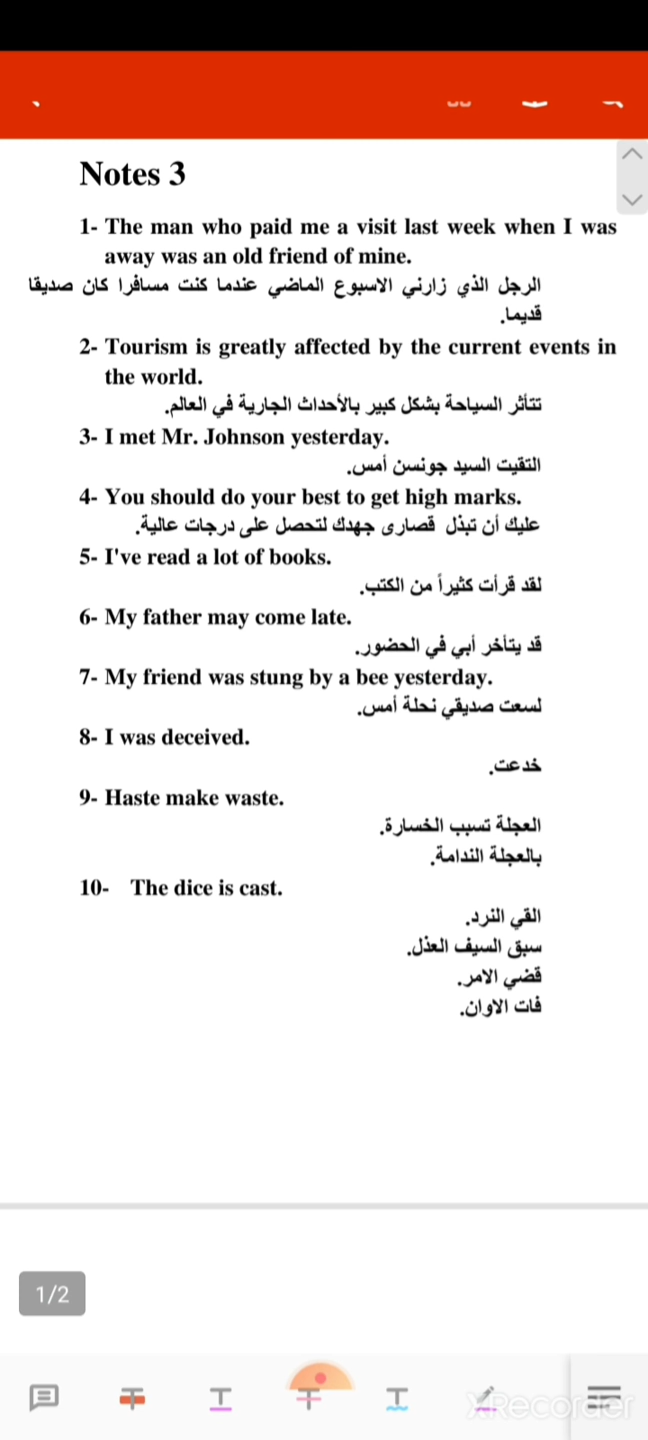 Notes 3
1- The man who paid me a visit last week when I was
away was an old friend of mine.
الرجل الذي زارني الاسبوع الماضي عندما كنت مسافرا كان صديقا
قديما.
2- Tourism is greatly affected by the current events in
the world.
تتأثر السياحة بشكل كبير بالأحداث الجارية في العالم.
3- I met Mr. Johnson yesterday.
التقيت السيد جونسن أمس.
4- You should do your best to get high marks.
عليك أن تبذل قصارى جهدك لتحصل على درجات عالية.
5- I've read a lot of books.
لقد قرأت كثيراً من الكتب.
6- My father may come late.
قد يتأخر أبي في الحضور.
7- My friend was stung by a bee yesterday.
لسعت صديقي نحلة أمس.
8- I was deceived.
خدعت.
9- Haste make waste.
العجلة تسبب الخسارة.
بالعجلة الندامة.
10- The dice is cast.
القي النرد.
سبق السيف العذل.
قضي الامر.
فات الاوان.
1/2
XRecorder